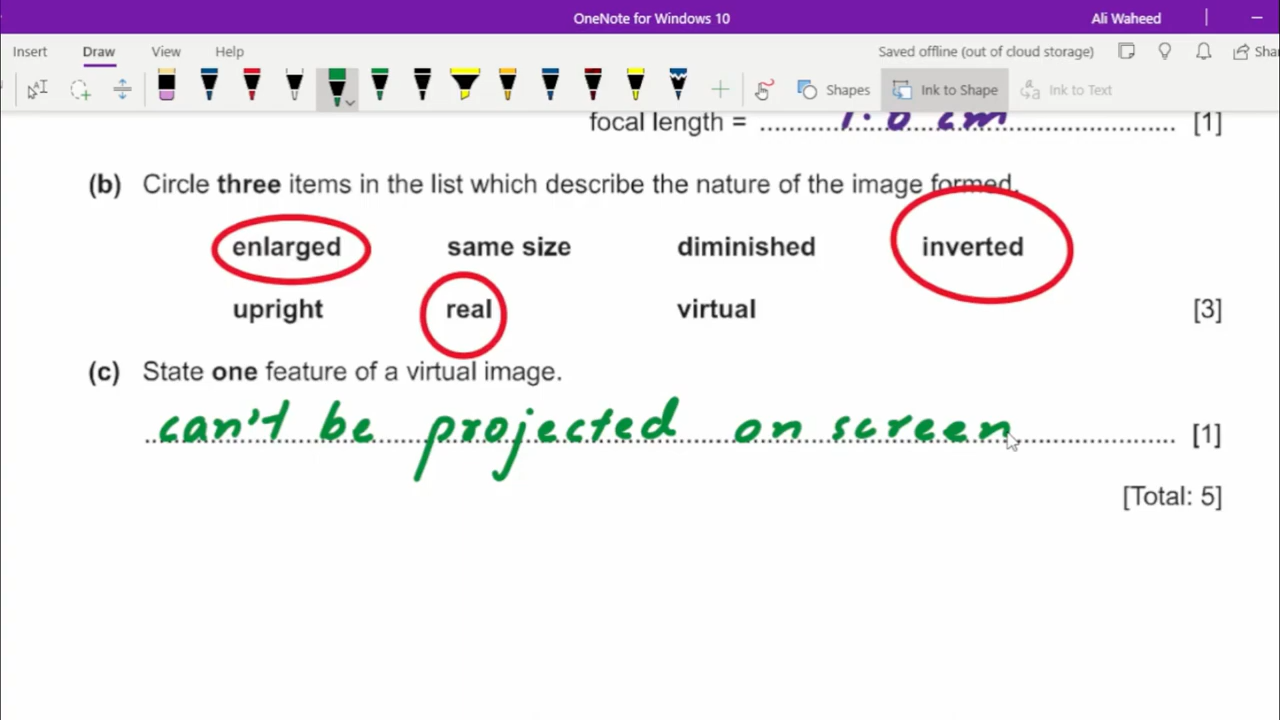 OneNote for Windows 10
Ali Waheed
Insert Draw View Help
Saved offline (out of cloud storage)
Shapes
Ink to Shape
Ink to Text
focal length = cm [1]
(b) Circle three items in the list which describe the nature of the image formed.
enlarged same size diminished inverted
upright real virtual [3]
(c) State one feature of a virtual image.
can't be projected on screen [1]
[Total: 5]